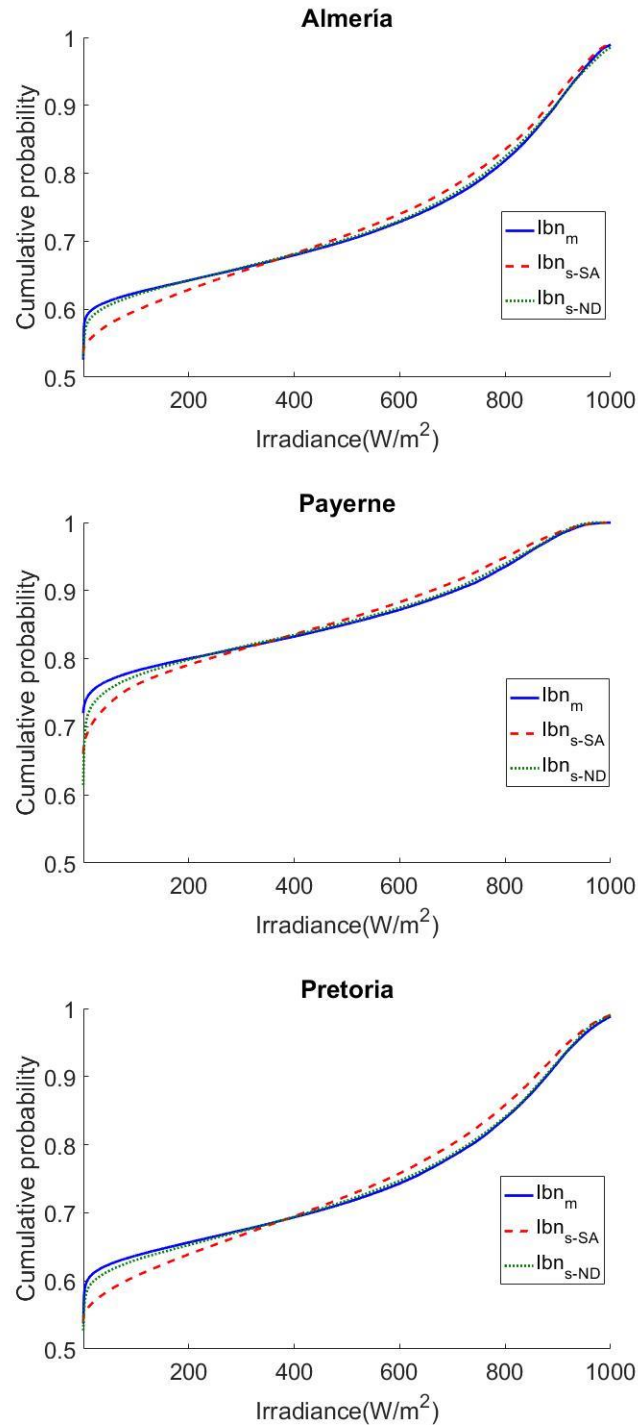 Almería
1
0.9
0.8
0.7
0.6
0.5
Cumulative probability
200 400 600 800 1000
Irradiance(W/m²)
Ibn_m
Ibn_s-SA
Ibn_s-ND
Payerne
1
0.9
0.8
0.7
0.6
0.5
Cumulative probability
200 400 600 800 1000
Irradiance(W/m²)
Ibn_m
Ibn_s-SA
Ibn_s-ND
Pretoria
1
0.9
0.8
0.7
0.6
0.5
Cumulative probability
200 400 600 800 1000
Irradiance(W/m²)
Ibn_m
Ibn_s-SA
Ibn_s-ND